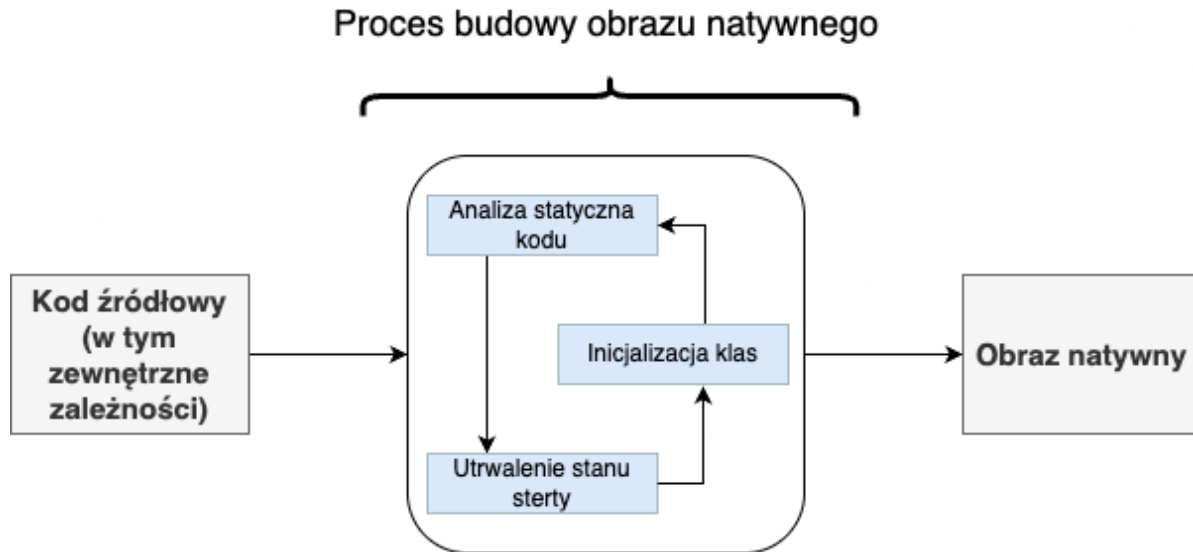 Proces budowy obrazu natywnego
Analiza statyczna
kodu
Kod źródłowy
(w tym
zewnętrzne
zależności)
Inicjalizacja klas
Obraz natywny
Utrwalenie stanu
sterty